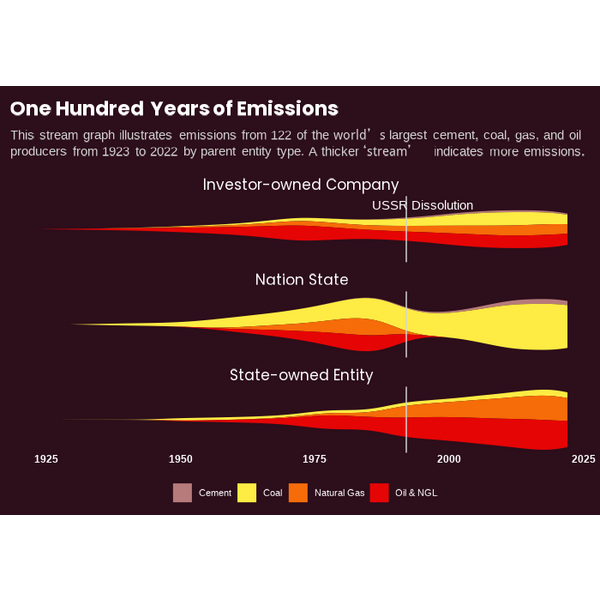 One Hundred Years of Emissions
This stream graph illustrates emissions from 122 of the world’s largest cement, coal, gas, and oil
producers from 1923 to 2022 by parent entity type. A thicker ‘stream’ indicates more emissions.
Investor-owned Company
USSR Dissolution
Nation State
State-owned Entity
1925 1950 1975 2000 2025
Cement Coal Natural Gas Oil & NGL